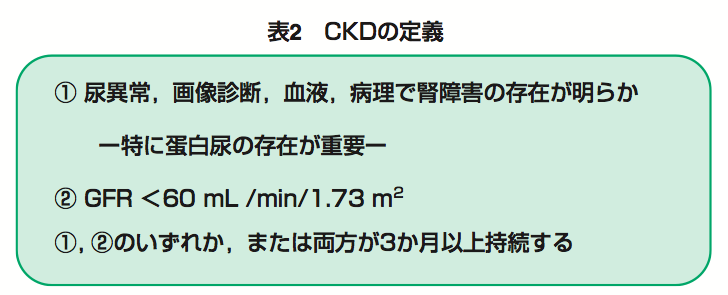 表2 CKDの定義
① 尿異常，画像診断，血液，病理で腎障害の存在が明らか
ー特に蛋白尿の存在が重要ー
② GFR ＜60 mL /min/1.73 m²
①, ②のいずれか，または両方が3か月以上持続する